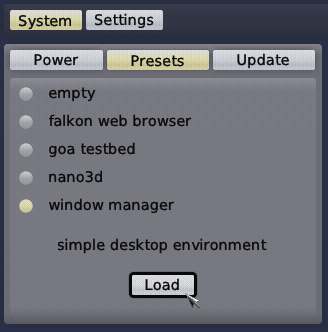 System Settings
Power Presets Update
empty
falkon web browser
goa testbed
nano3d
window manager
simple desktop environment
Load